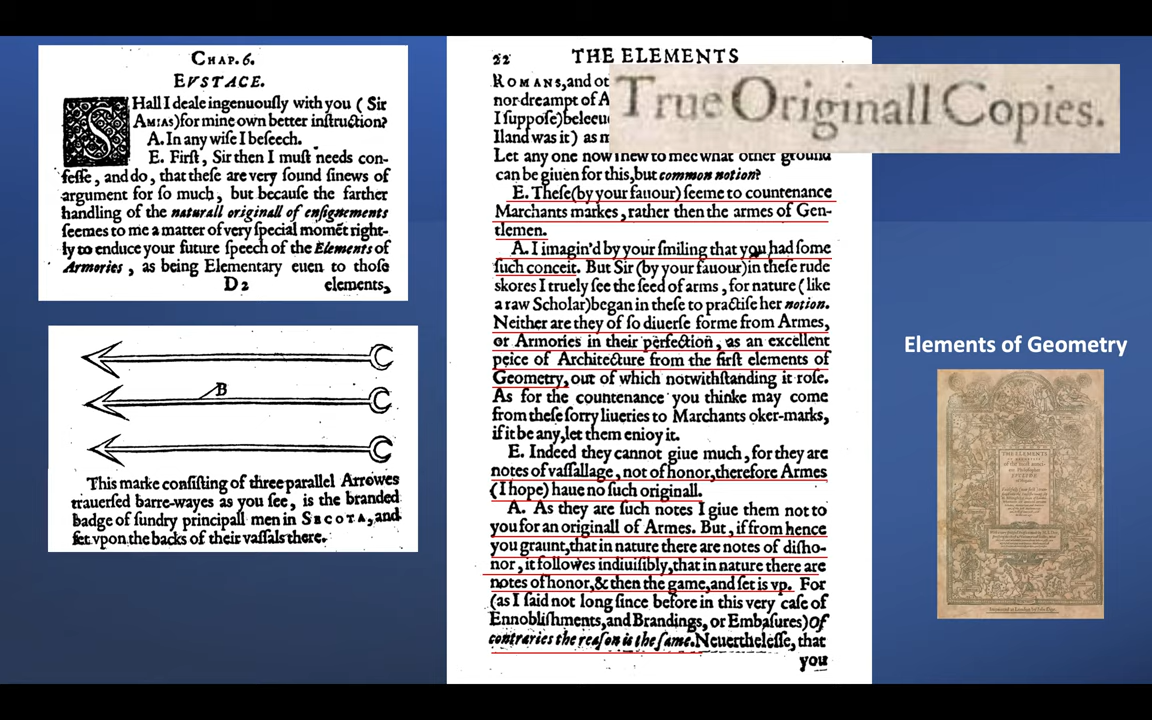 CHAP. 6.
EVSTACE.
SHall I deale ingenuouſly with you ( Sir
AMIAS) for mine own better inſtruction?
A. In any wiſe I beſeech.
E. Firſt, Sir then I muſt needs con-
feſſe, and do, that theſe are very ſound ſinews of
argument for ſo much, but becauſe the farther
handling of the naturall originall of enſignements
ſeemes to me a matter of very ſpecial momēt right-
ly to enduce your future ſpeech of the Elements of
Armories, as being Elementary euen to thoſe
D2 elements,
B
This marke conſiſting of three parallel Arrowes
trauerſed barre-wayes as you ſee, is the branded
badge of ſundry principall men in SECOTA, and
ſet vpon the backs of their vaſſals there.
22 THE ELEMENTS
ROMANS, and ot
nor dreampt of A
I ſuppoſe) beleeu
Iland was it) as m
Let any one now ſhew to mee what other ground
can be giuen for this, but common notion?
E. Theſe (by your fauour) ſeeme to countenance
Marchants markes, rather then the armes of Gen-
tlemen.
A. I imagin'd by your ſmiling that you had ſome
ſuch conceit. But Sir (by your fauour) in theſe rude
skores I truely ſee the ſeed of arms, for nature ( like
a raw Scholar) began in theſe to practiſe her notion.
Neither are they of ſo diuerſe forme from Armes,
or Armories in their perfection, as an excellent
peice of Architecture from the firſt elements of
Geometry, out of which notwithſtanding it roſe.
As for the countenance you thinke may come
from theſe ſorry liueries to Marchants oker-marks,
if it be any, let them enioy it.
E. Indeed they cannot giue much, for they are
notes of vaſſallage, not of honor, therefore Armes
(I hope) haue no ſuch originall.
A. As they are ſuch notes I giue them not to
you for an originall of Armes. But, if from hence
you graunt, that in nature there are notes of diſho-
nor, it followes indiuiſibly, that in nature there are
notes of honor, & then the game, and ſet is vp. For
(as I ſaid not long ſince before in this very caſe of
Ennobliſhments, and Brandings, or Embaſures) Of
contraries the reaſon is the ſame. Neuertheleſſe, that
you
True Originall Copies.
Elements of Geometry
THE ELEMENTS